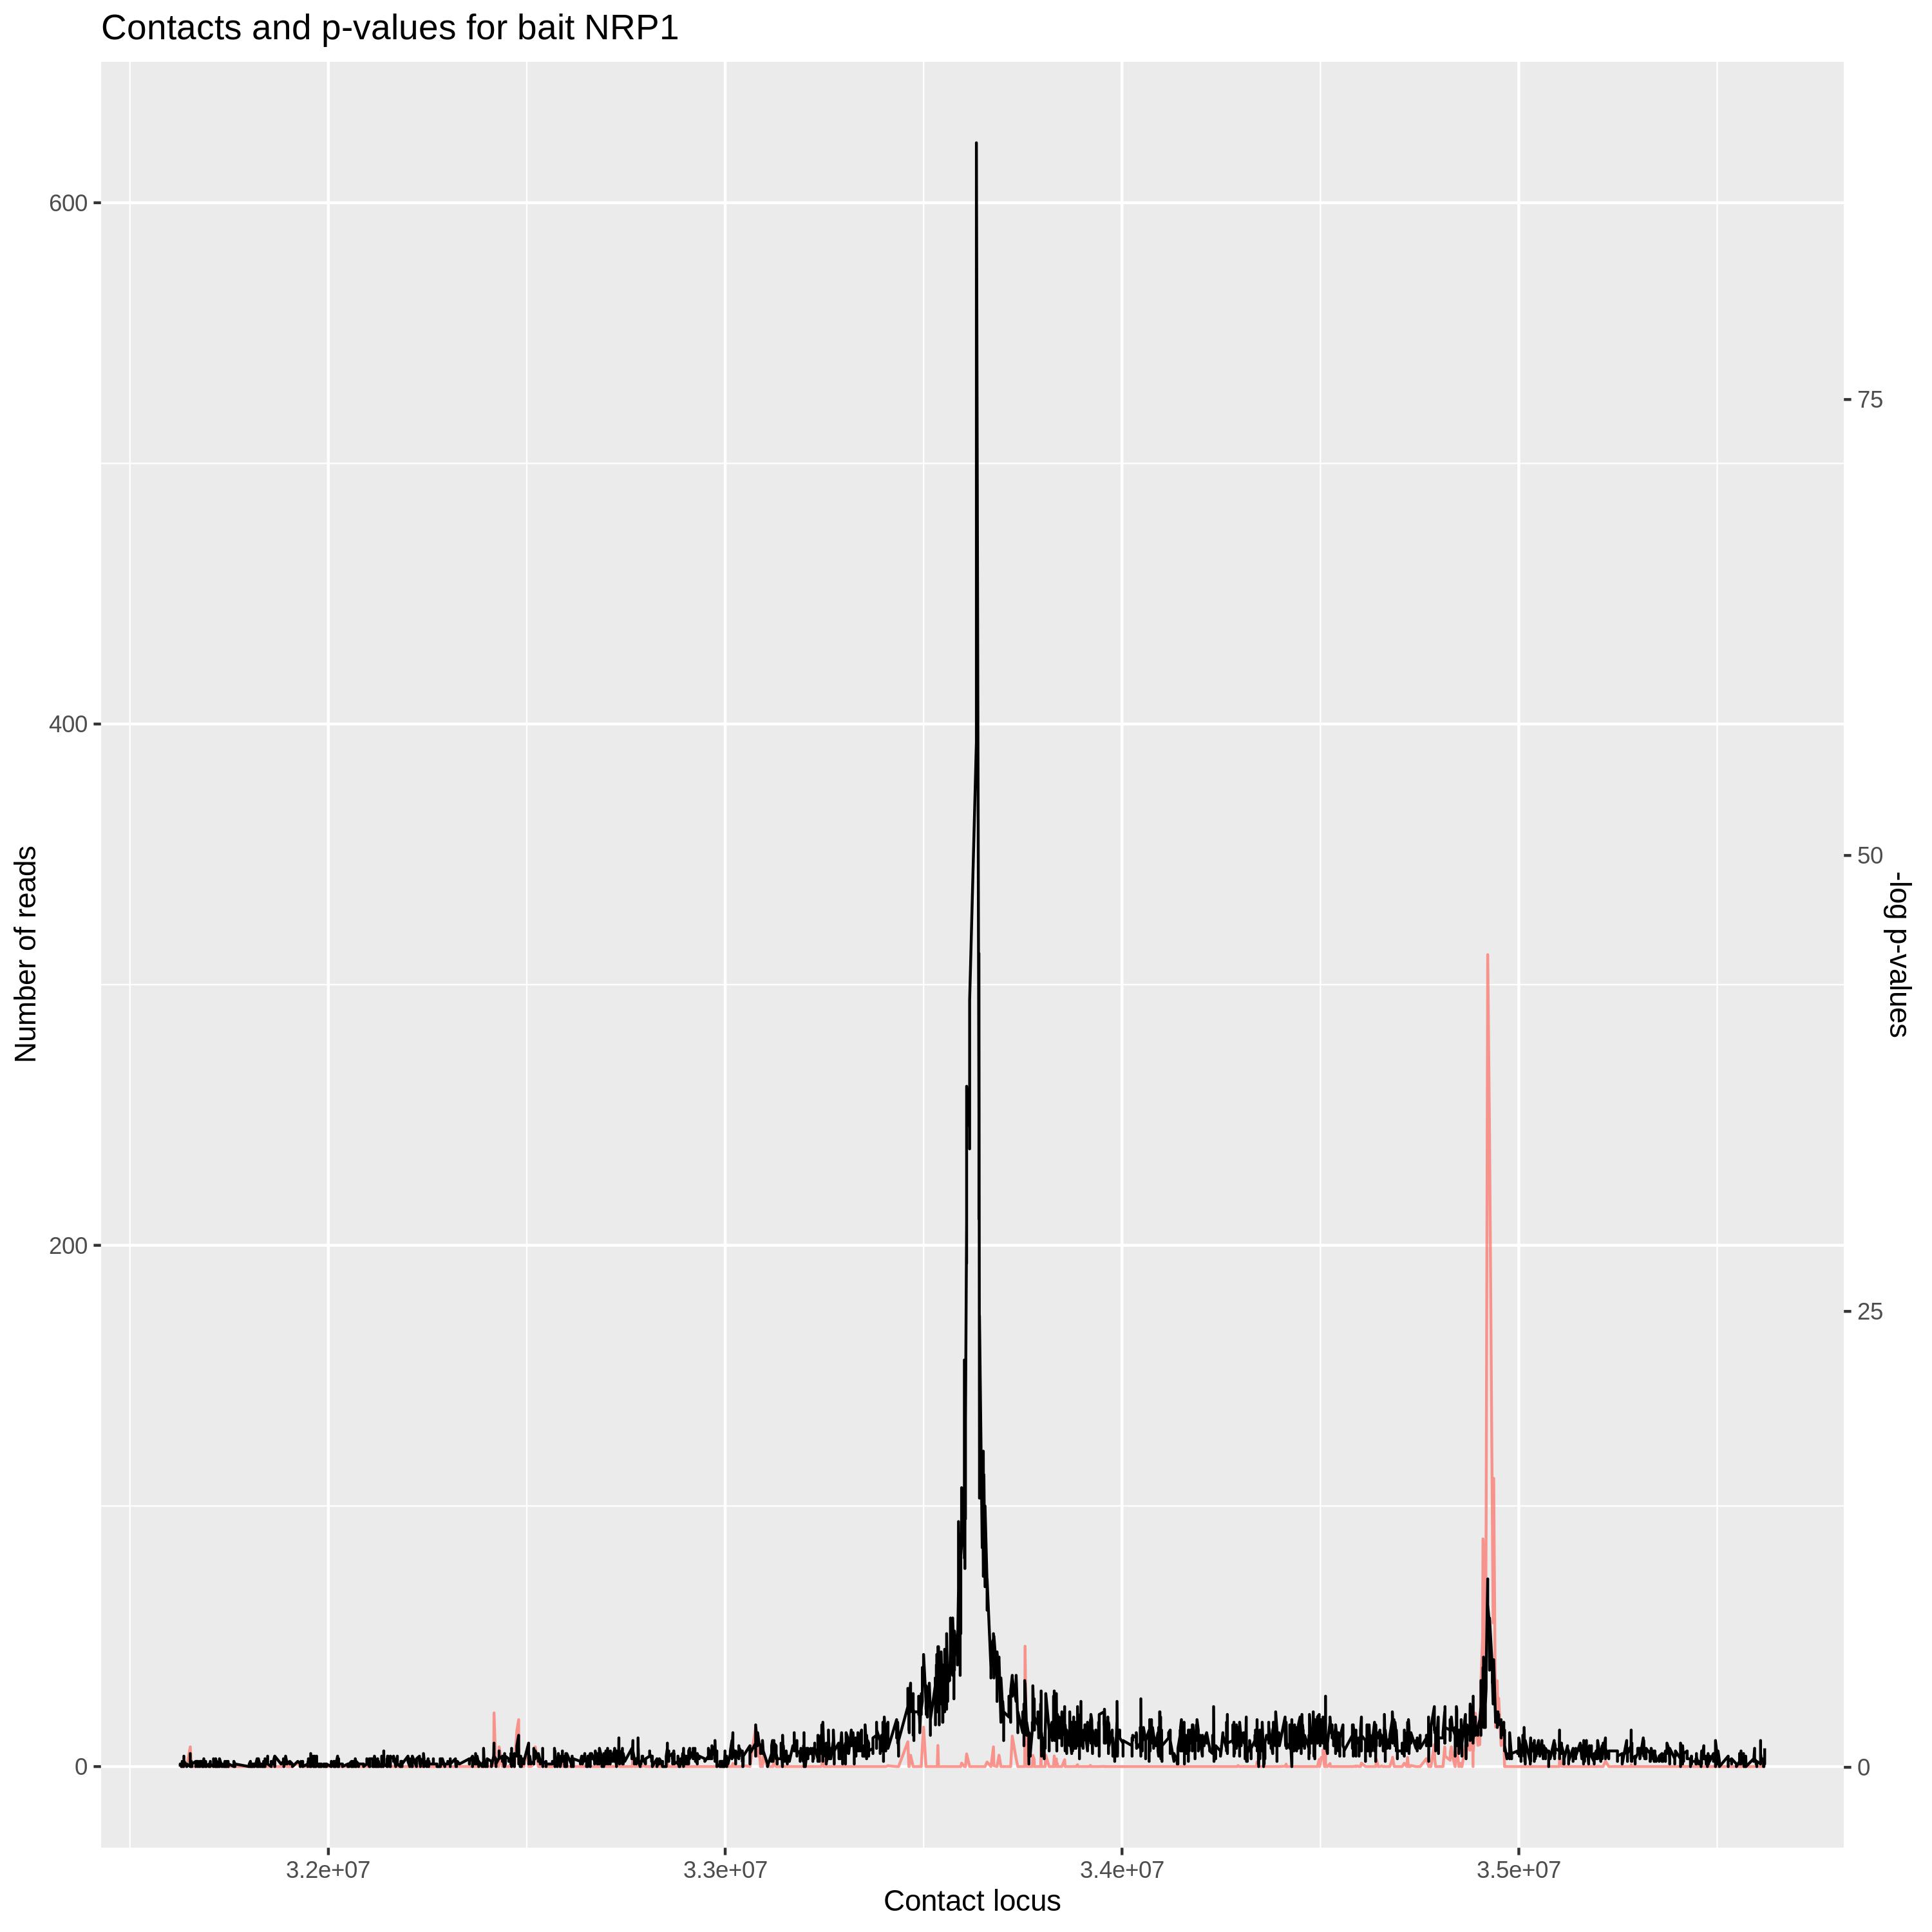 Contacts and p-values for bait NRP1
600
400
200
0
Number of reads
75
50
25
0
-log p-values
3.2e+07
3.3e+07
3.4e+07
3.5e+07
Contact locus